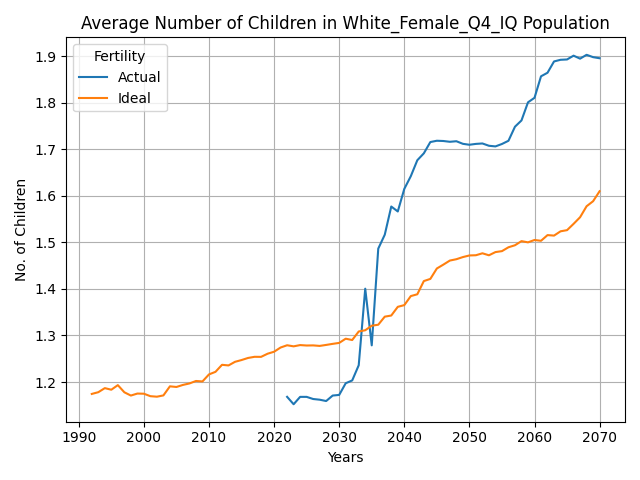 Average Number of Children in White_Female_Q4_IQ Population
Fertility
Actual
Ideal
No. of Children
1.9
1.8
1.7
1.6
1.5
1.4
1.3
1.2
1990 2000 2010 2020 2030 2040 2050 2060 2070
Years